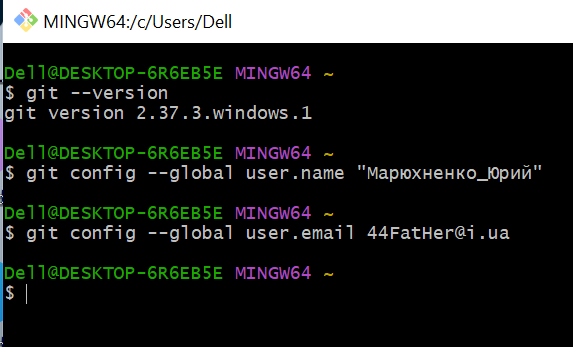 MINGW64:/c/Users/Dell
Dell@DESKTOP-6R6EB5E MINGW64 ~
$ git --version
git version 2.37.3.windows.1
Dell@DESKTOP-6R6EB5E MINGW64 ~
$ git config --global user.name "Марюхненко_Юрий"
Dell@DESKTOP-6R6EB5E MINGW64 ~
$ git config --global user.email 44FatHer@i.ua
Dell@DESKTOP-6R6EB5E MINGW64 ~
$